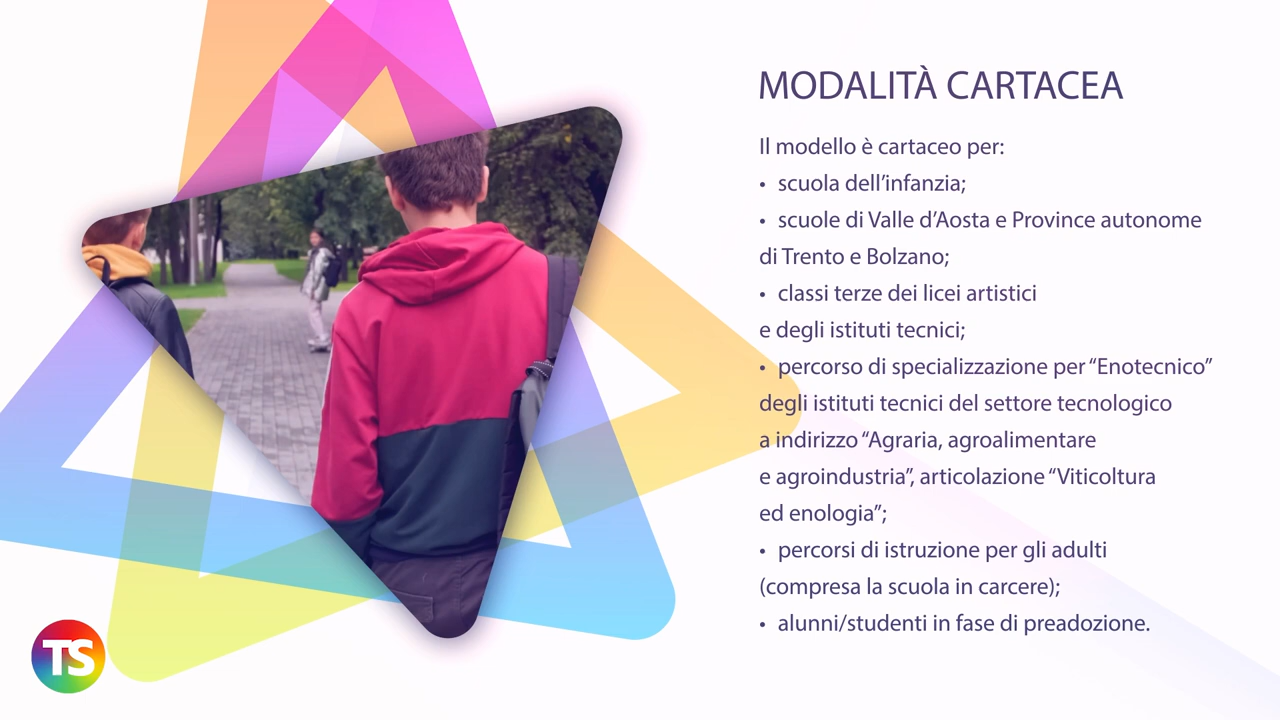 MODALITÀ CARTACEA
Il modello è cartaceo per:
• scuola dell’infanzia;
• scuole di Valle d’Aosta e Province autonome
di Trento e Bolzano;
• classi terze dei licei artistici
e degli istituti tecnici;
• percorso di specializzazione per “Enotecnico”
degli istituti tecnici del settore tecnologico
a indirizzo “Agraria, agroalimentare
e agroindustria”, articolazione “Viticoltura
ed enologia”;
• percorsi di istruzione per gli adulti
(compresa la scuola in carcere);
• alunni/studenti in fase di preadozione.
TS